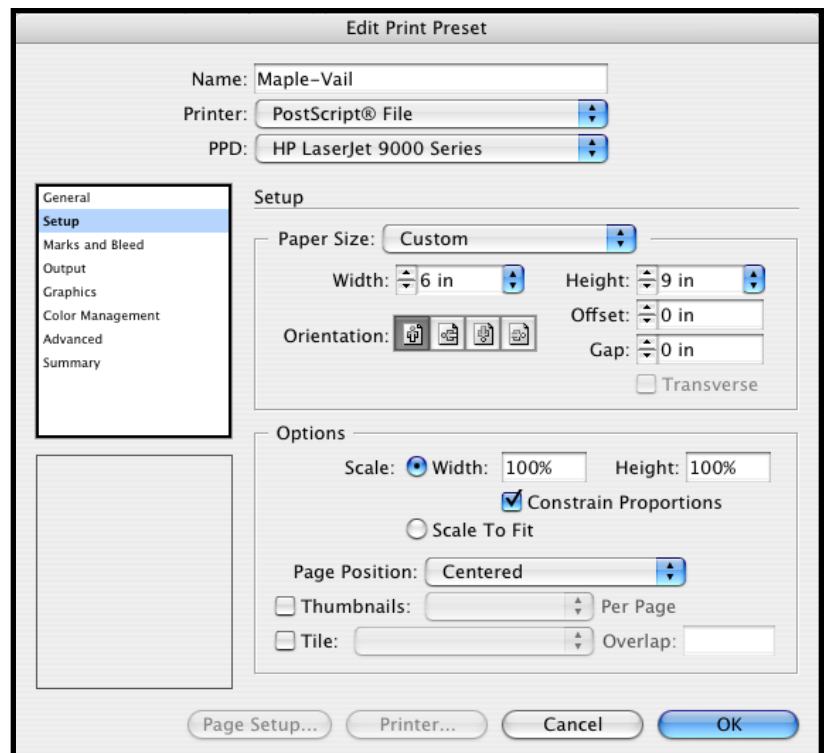 Edit Print Preset
Name: Maple-Vail
Printer: PostScript® File
PPD: HP LaserJet 9000 Series
General
Setup
Marks and Bleed
Output
Graphics
Color Management
Advanced
Summary
Setup
Paper Size: Custom
Width: 6 in Height: 9 in
Orientation: Offset: 0 in
Gap: 0 in
Transverse
Options
Scale: Width: 100% Height: 100%
Constrain Proportions
Scale To Fit
Page Position: Centered
Thumbnails: Per Page
Tile: Overlap:
Page Setup... Printer... Cancel OK